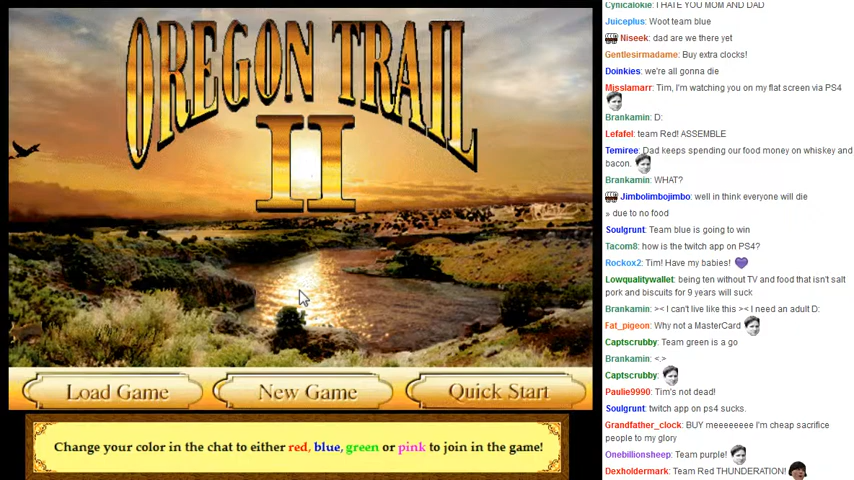 OREGON TRAIL
II
Load Game
New Game
Quick Start
Change your color in the chat to either red, blue, green or pink to join in the game!
Cynicalokie: I HATE YOU MOM AND DAD
Juiceplus: Woot team blue
Niseek: dad are we there yet
Gentlesirmadame: Buy extra clocks!
Doinkies: we're all gonna die
Misslamarr: Tim, I'm watching you on my flat screen via PS4
Brankamin: D:
Lefafel: team Red! ASSEMBLE
Temiree: Dad keeps spending our food money on whiskey and
bacon.
Brankamin: WHAT?
Jimbolimbojimbo: well in think everyone will die
» due to no food
Soulgrunt: Team blue is going to win
Tacom8: how is the twitch app on PS4?
Rockox2: Tim! Have my babies!
Lowqualitywallet: being ten without TV and food that isn't salt
pork and biscuits for 9 years will suck
Brankamin: >< I can't live like this >< I need an adult D:
Fat_pigeon: Why not a MasterCard
Captscrubby: Team green is a go
Brankamin: <.>
Captscrubby:
Paulie9990: Tim's not dead!
Soulgrunt: twitch app on ps4 sucks.
Grandfather_clock: BUY meeeeeeee I'm cheap sacrifice
people to my glory
Onebillionsheep: Team purple!
Dexholdermark: Team Red THUNDERATION!